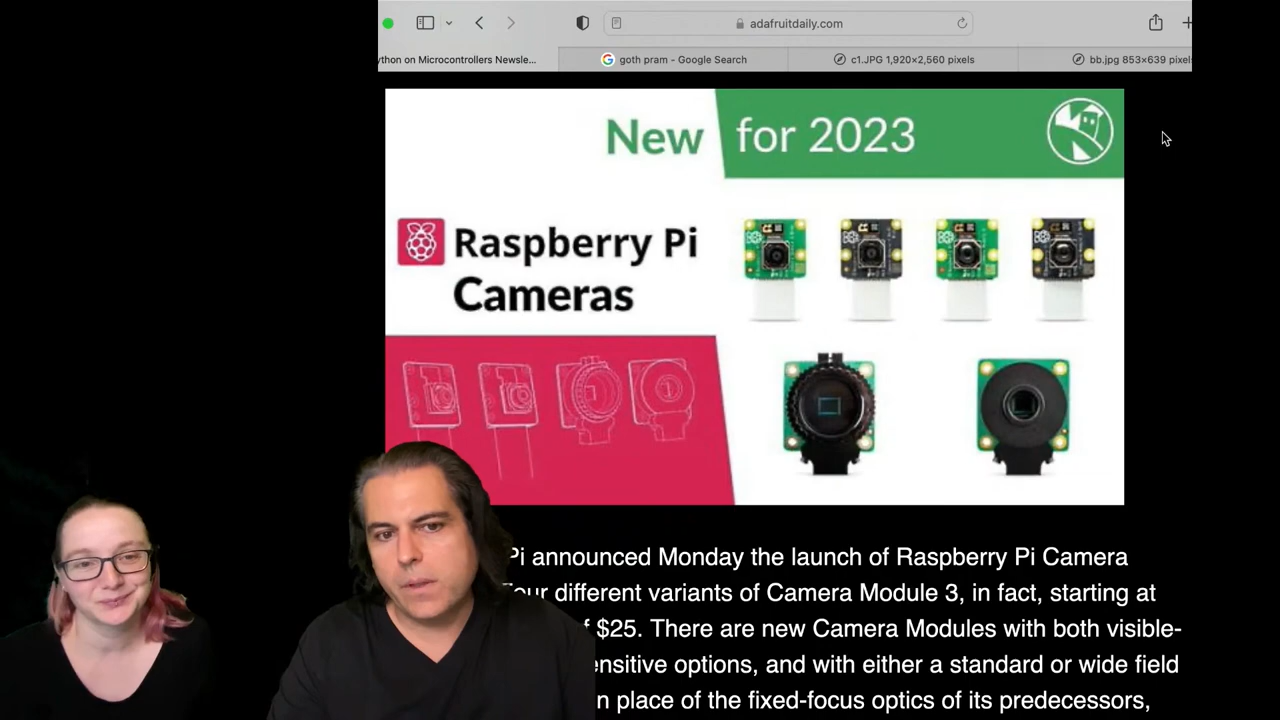 adafruitdaily.com
ython on Microcontrollers Newsle...
goth pram - Google Search
c1.JPG 1,920×2,560 pixels
bb.jpg 853×639 pixel
New for 2023
Raspberry Pi
Cameras
Pi announced Monday the launch of Raspberry Pi Camera
Four different variants of Camera Module 3, in fact, starting at
f $25. There are new Camera Modules with both visible-
ensitive options, and with either a standard or wide field
n place of the fixed-focus optics of its predecessors,